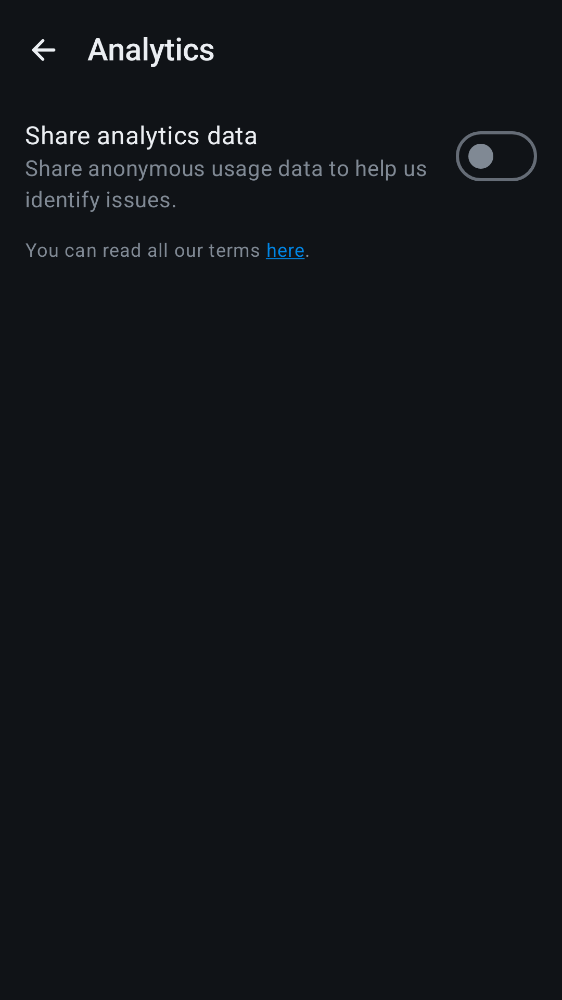 Analytics
Share analytics data
Share anonymous usage data to help us
identify issues.
You can read all our terms here.